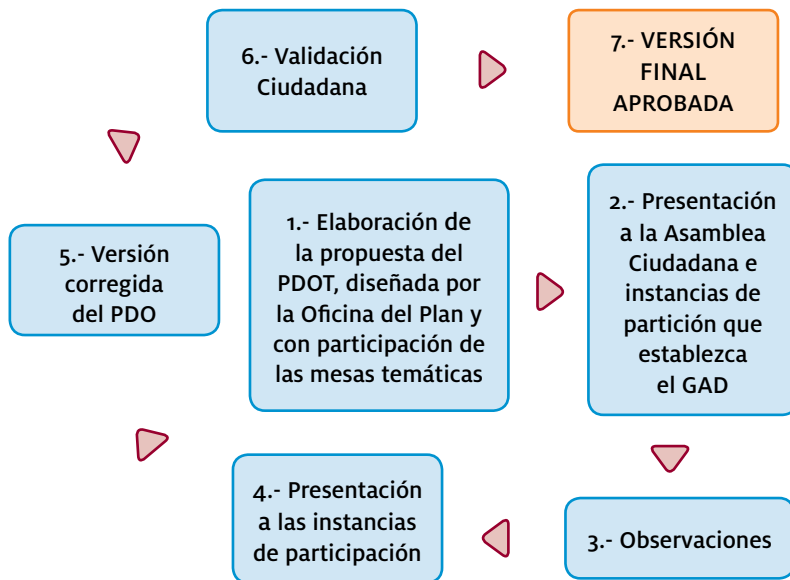 6.- Validación
Ciudadana
7.- VERSIÓN
FINAL
APROBADA
5.- Versión
corregida
del PDO
1.- Elaboración de
la propuesta del
PDOT, diseñada por
la Oficina del Plan y
con participación de
las mesas temáticas
2.- Presentación
a la Asamblea
Ciudadana e
instancias de
partición que
establezca
el GAD
4.- Presentación
a las instancias
de participación
3.- Observaciones